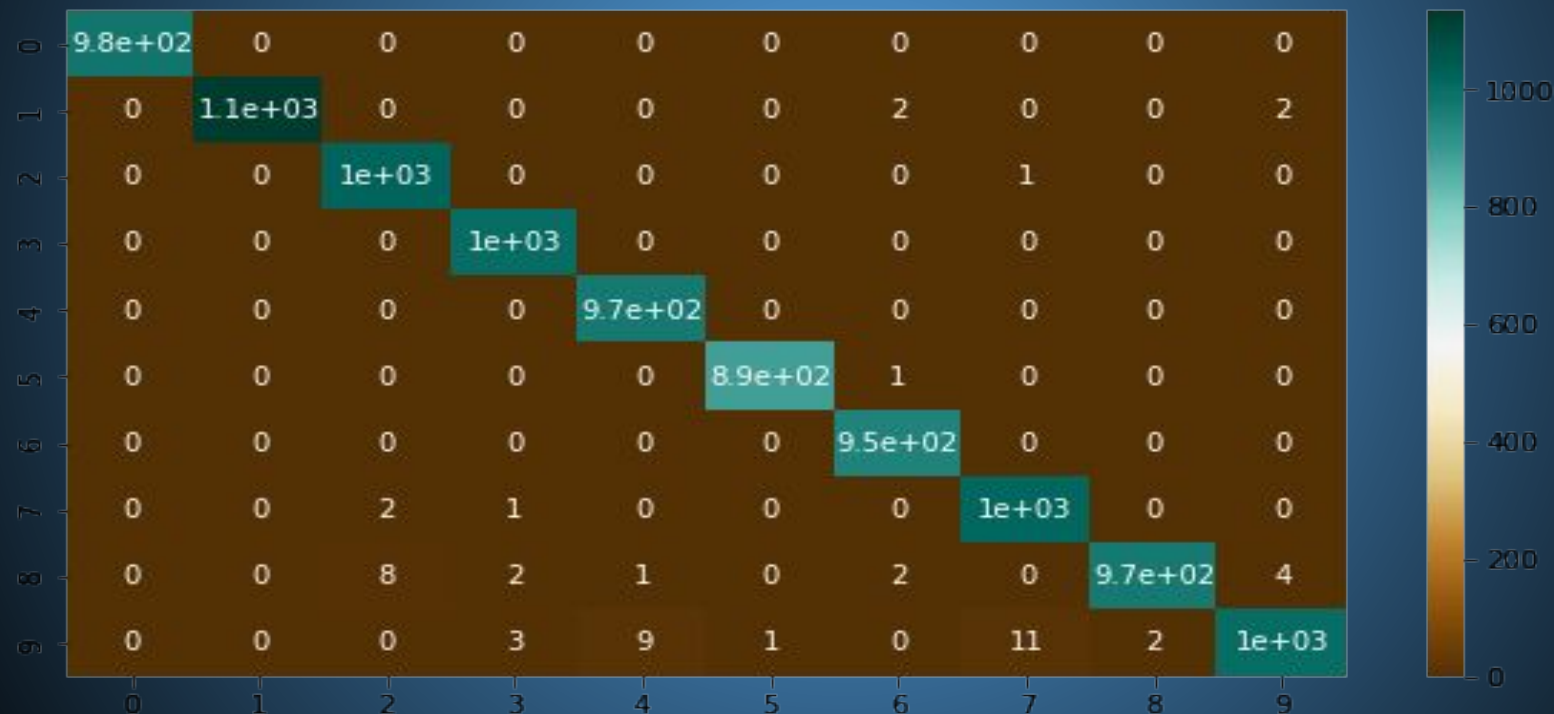 0 9.8e+02 0 0 0 0 0 0 0 0 0
1 0 1.1e+03 0 0 0 0 2 0 0 2
2 0 0 1e+03 0 0 0 0 1 0 0
3 0 0 0 1e+03 0 0 0 0 0 0
4 0 0 0 0 9.7e+02 0 0 0 0 0
5 0 0 0 0 0 8.9e+02 1 0 0 0
6 0 0 0 0 0 0 9.5e+02 0 0 0
7 0 0 2 1 0 0 0 1e+03 0 0
8 0 0 8 2 1 0 2 0 9.7e+02 4
9 0 0 0 3 9 1 0 11 2 1e+03
0 1 2 3 4 5 6 7 8 9
1000
800
600
400
200
0